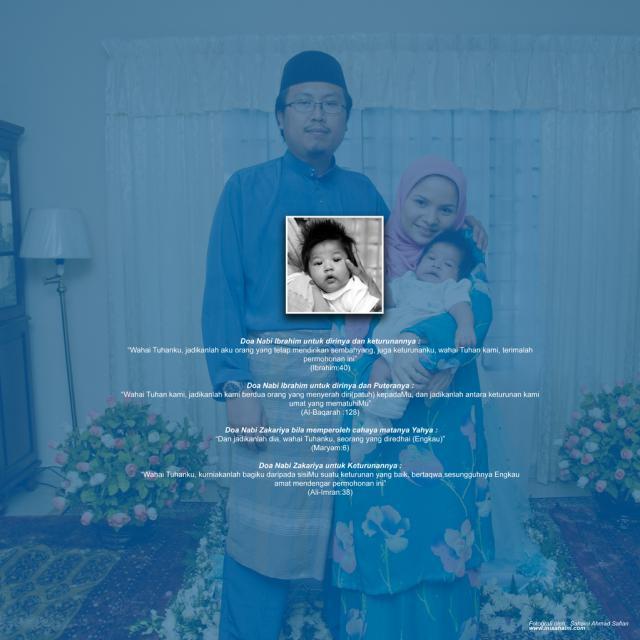 Doa Nabi Ibrahim untuk dirinya dan keturunannya :
"Wahai Tuhanku, jadikanlah aku orang yang tetap mendirikan sembahyang, juga keturunanku, wahai Tuhan kami, terimalah
permohonan ini"
(Ibrahim:40)
Doa Nabi Ibrahim untuk dirinya dan Puteranya :
"Wahai Tuhan kami, jadikanlah kami berdua orang yang menyerah diri(patuh) kepadaMu, dan jadikanlah antara keturunan kami
umat yang mematuhiMu"
(Al-Baqarah :128)
Doa Nabi Zakariya bila memperoleh cahaya matanya Yahya :
"Dan jadikanlah dia, wahai Tuhanku, seorang yang diredhai (Engkau)"
(Maryam:6)
Doa Nabi Zakariya untuk Keturunannya :
"Wahai Tuhanku, kurniakanlah bagiku daripada sisiMu suatu keturunan yang baik, bertaqwa,sesungguhnya Engkau
amat mendengar permohonan ini"
(Ali-Imran:38)
Fotografi oleh : Suhaimi Ahmad Safian